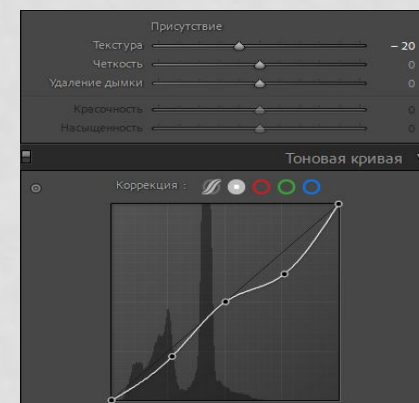 Присутствие
Текстура – 20
Четкость 0
Удаление дымки 0
Красочность 0
Насыщенность 0
Тоновая кривая
Коррекция :